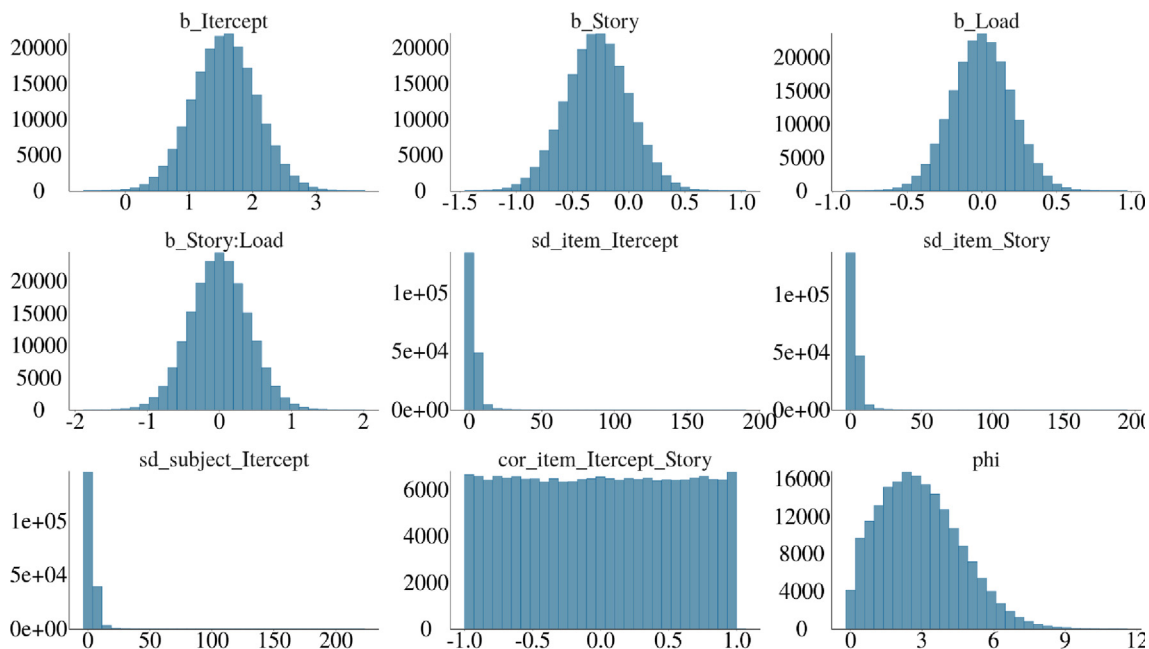 b_Itercept b_Story b_Load
20000 20000 20000
15000 15000 15000
10000 10000 10000
5000 5000 5000
0 0 0
0 1 2 3 -1.5 -1.0 -0.5 0.0 0.5 1.0 -1.0 -0.5 0.0 0.5 1.0
b_Story:Load sd_item_Itercept sd_item_Story
20000 1e+05 1e+05
15000
10000 5e+04 5e+04
5000
0 0e+00 0e+00
-2 -1 0 1 2 0 50 100 150 200 0 50 100 150 200
sd_subject_Itercept cor_item_Itercept_Story phi
1e+05 6000 16000
5e+04 4000 12000
2000 8000
4000
0e+00 0 0
0 50 100 150 200 -1.0 -0.5 0.0 0.5 1.0 0 3 6 9 12